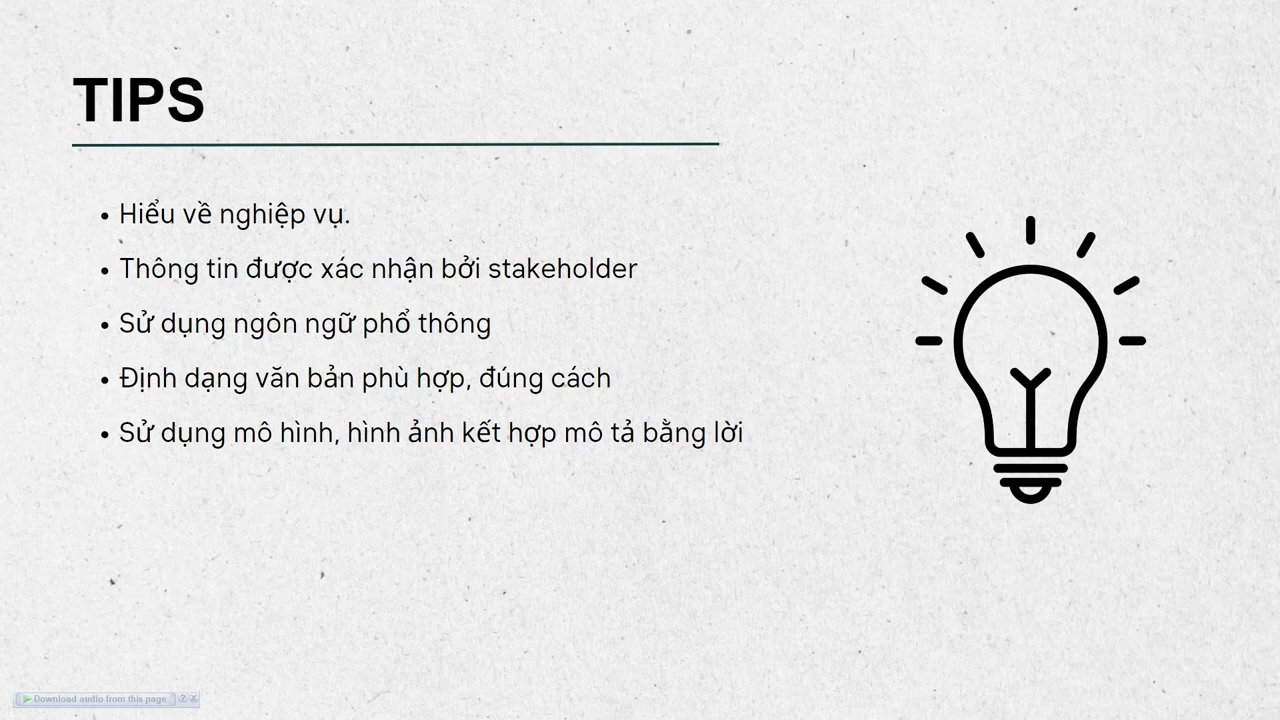 TIPS
• Hiểu về nghiệp vụ.
• Thông tin được xác nhận bởi stakeholder
• Sử dụng ngôn ngữ phổ thông
• Định dạng văn bản phù hợp, đúng cách
• Sử dụng mô hình, hình ảnh kết hợp mô tả bằng lời
Download audio from this page ? X